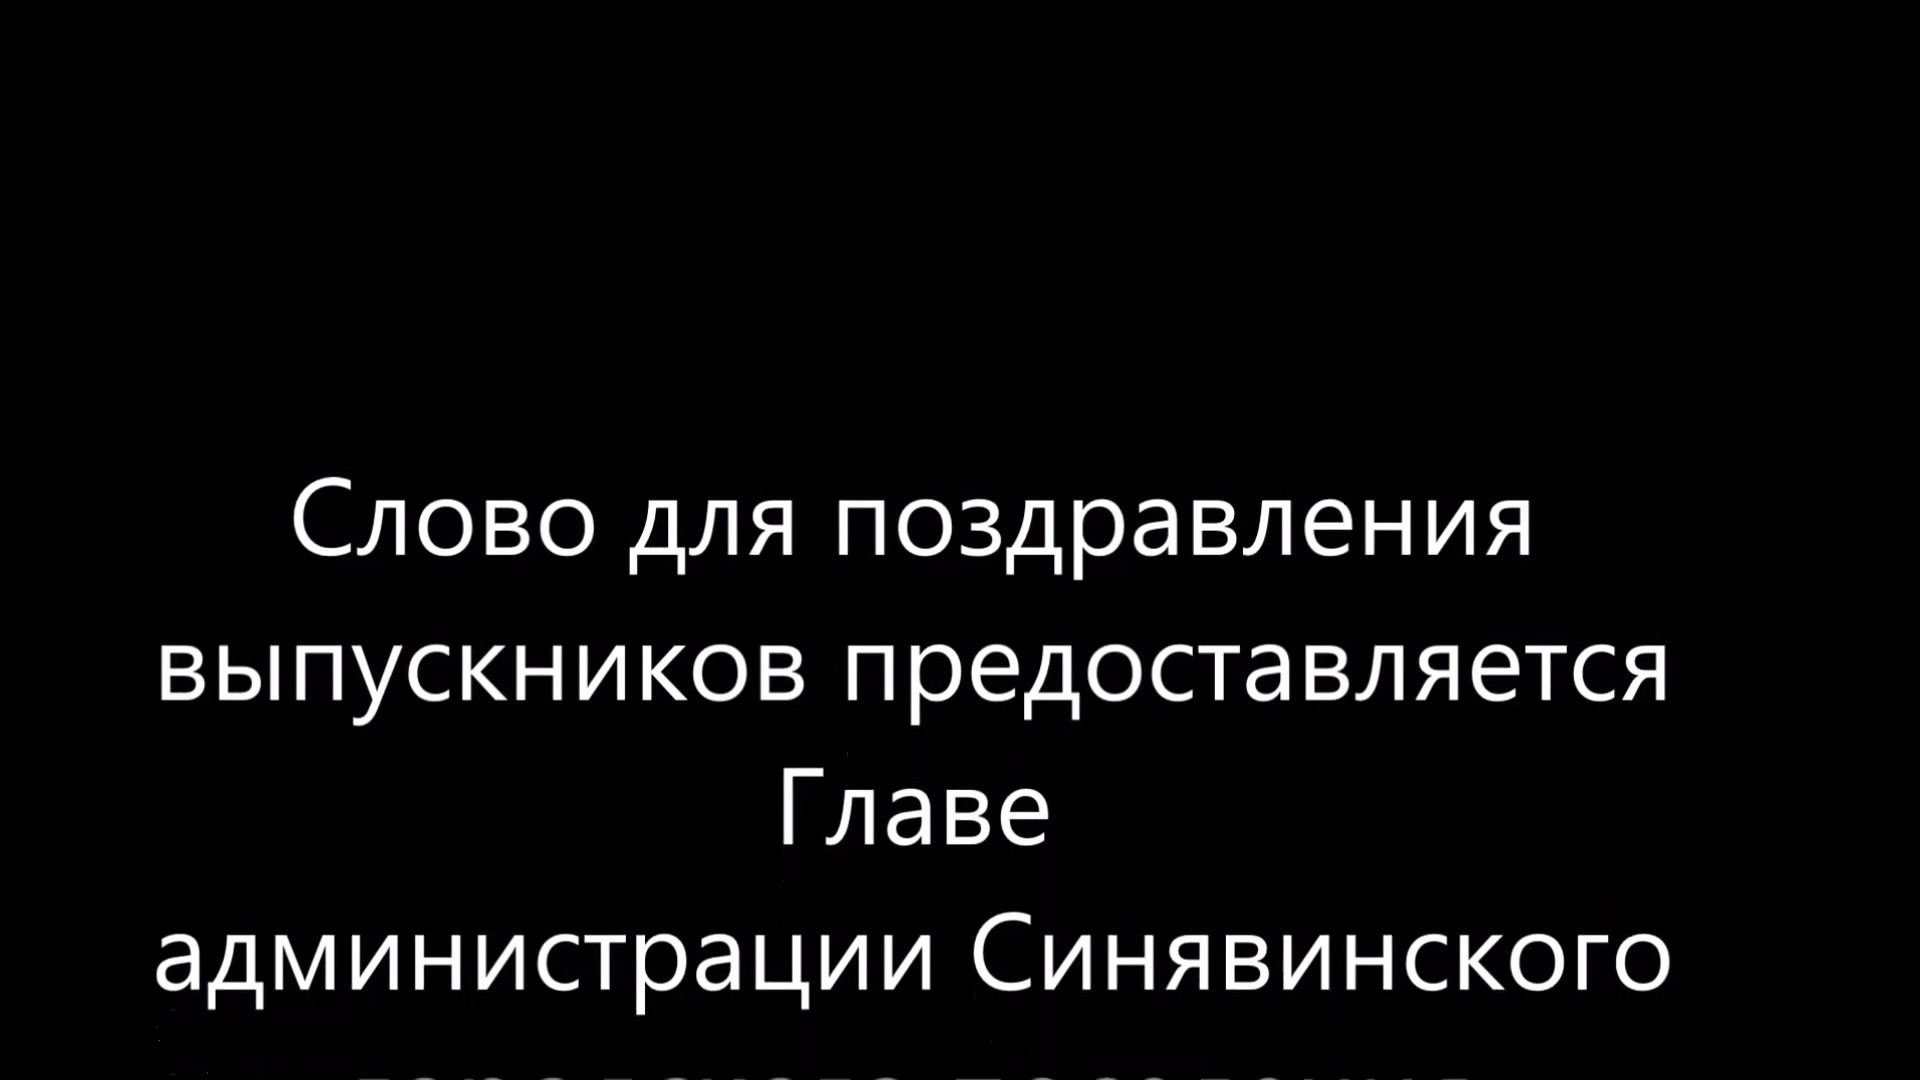 Слово для поздравления
выпускников предоставляется
Главе
администрации Синявинского